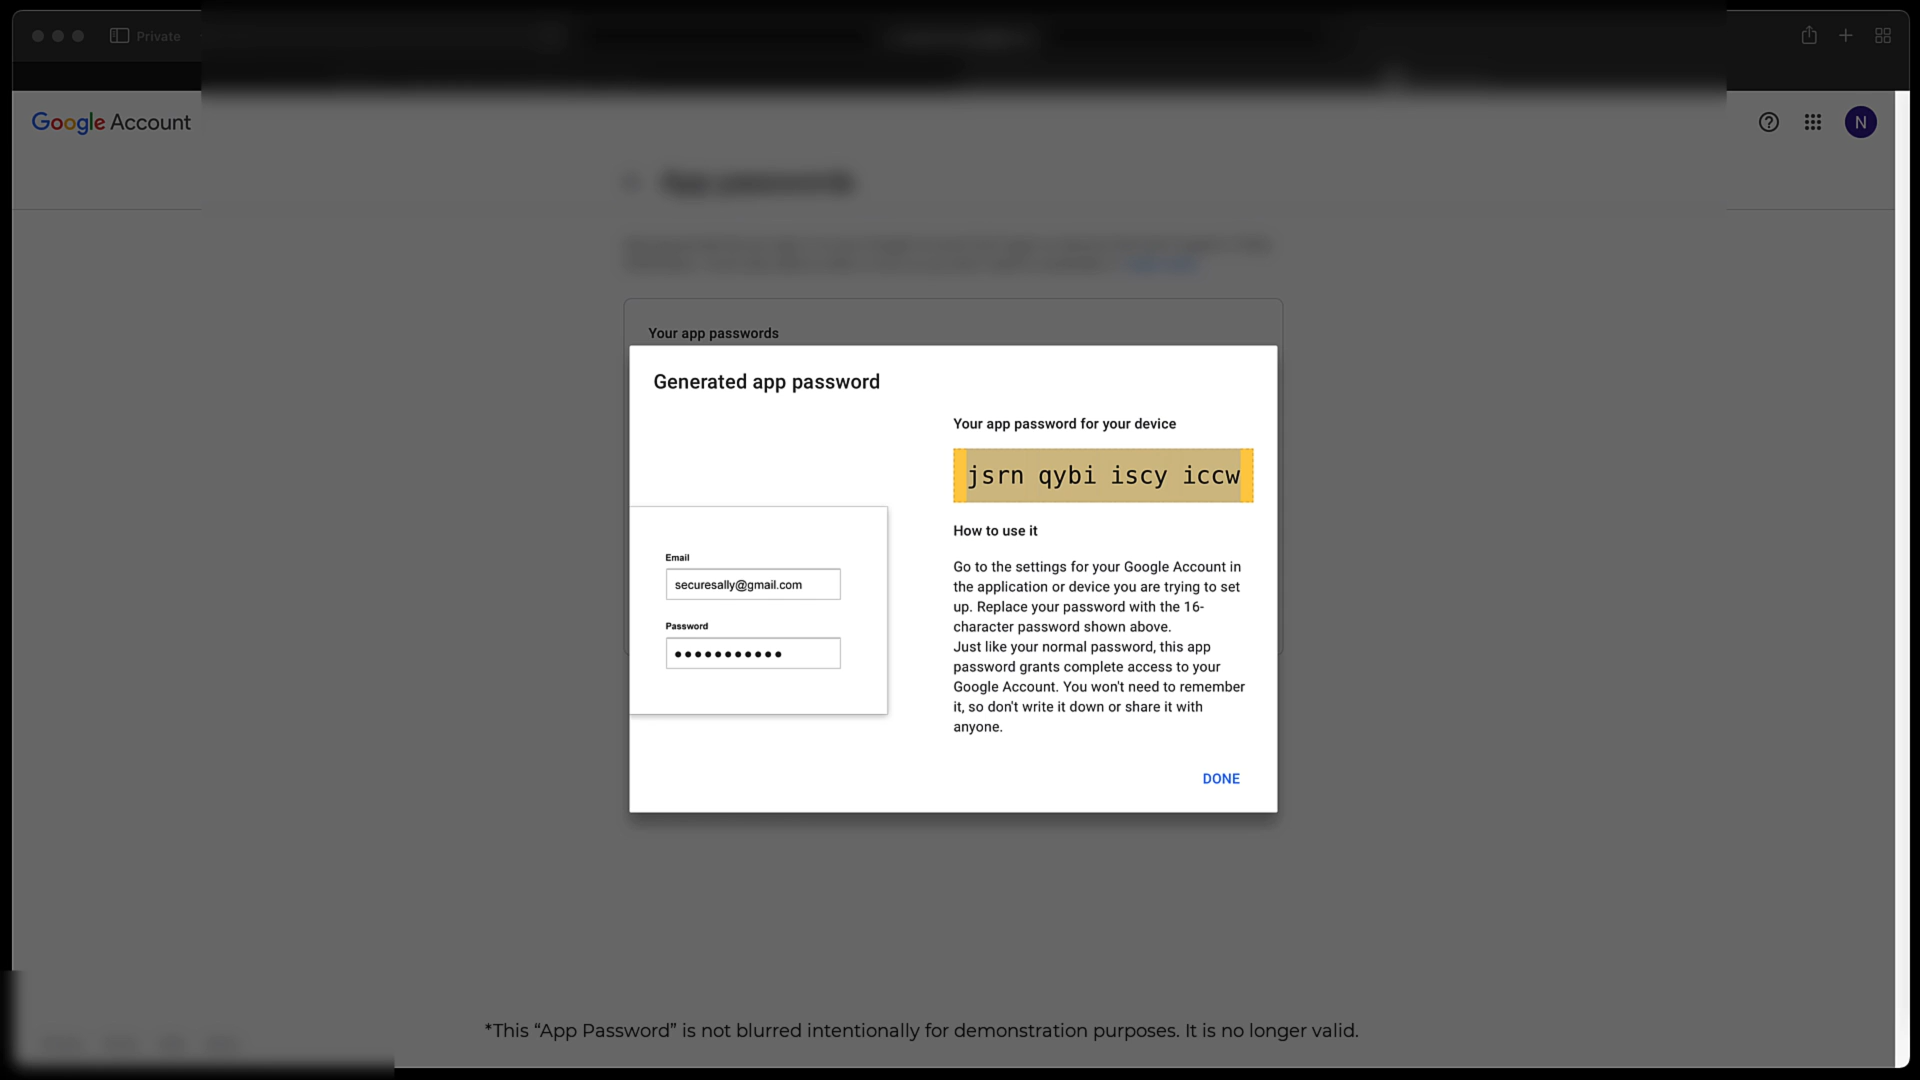 Private
Google Account
N
App passwords
Your app passwords
Generated app password
Your app password for your device
jsrn qybi iscy iccw
How to use it
Email
securesally@gmail.com
Go to the settings for your Google Account in
the application or device you are trying to set
up. Replace your password with the 16-
character password shown above.
Password
Just like your normal password, this app
password grants complete access to your
Google Account. You won't need to remember
it, so don't write it down or share it with
anyone.
DONE
*This “App Password” is not blurred intentionally for demonstration purposes. It is no longer valid.